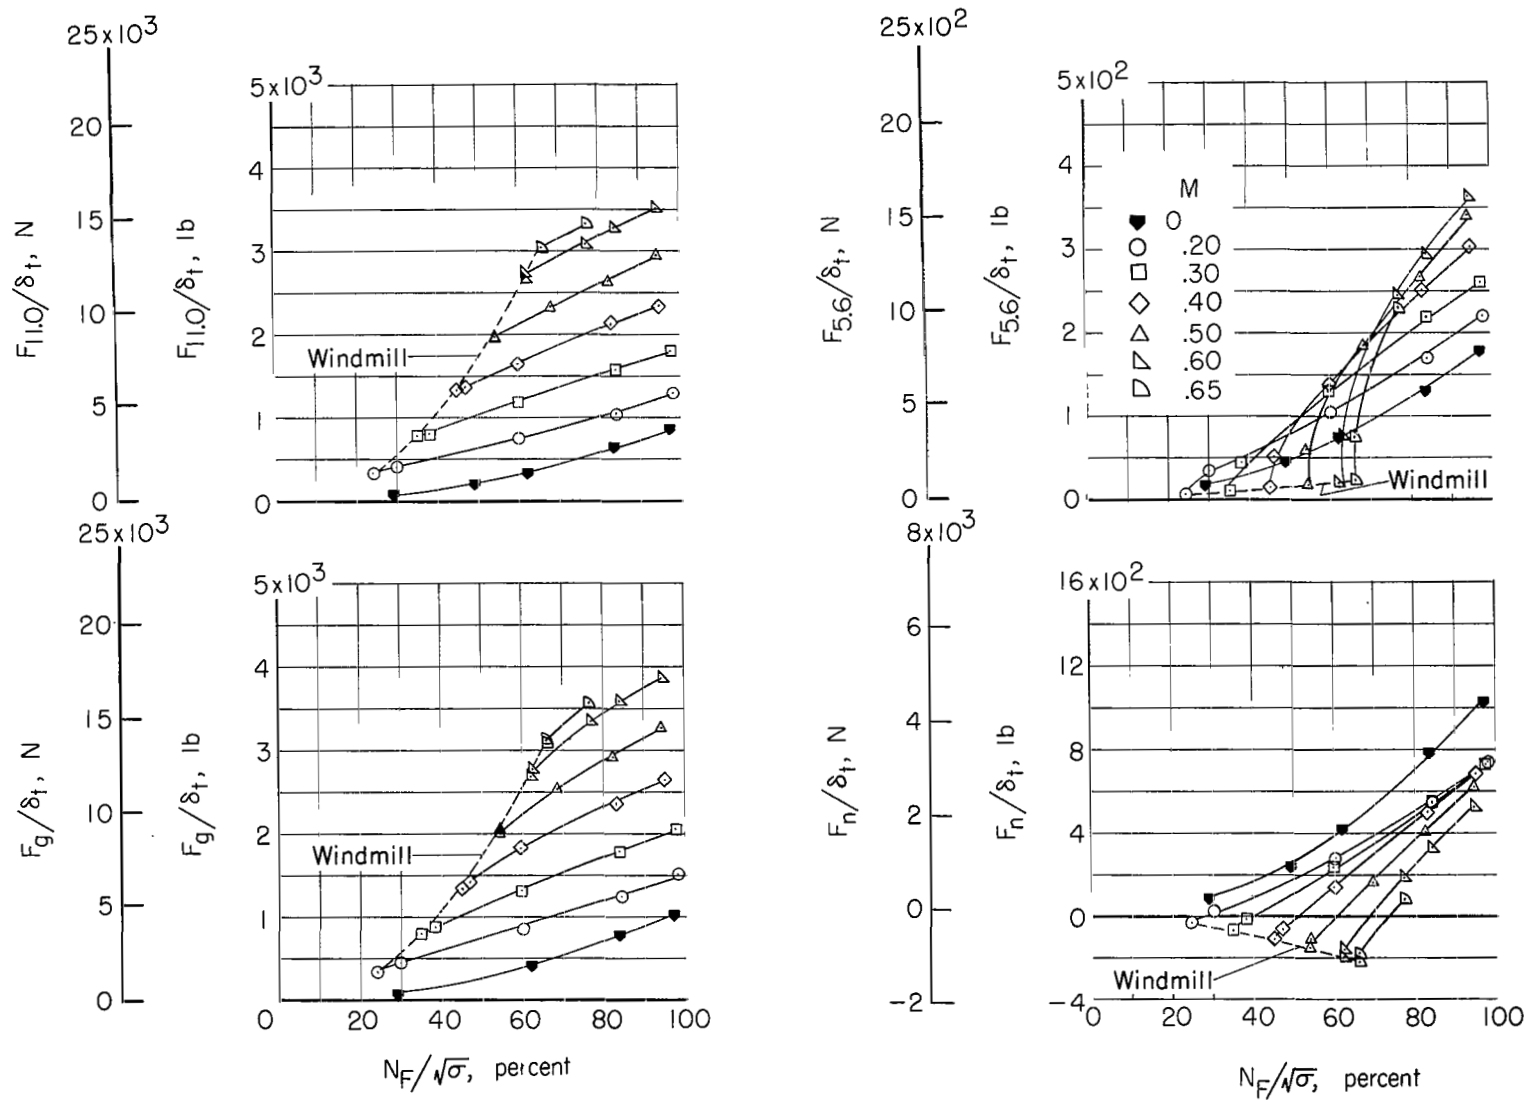 25x10³
5x10³
20
4
15
3
10
2
5
1
0
0
F11.0/δt, N
F11.0/δt, lb
Windmill
25x10²
5x10²
20
4
15
3
10
2
5
1
0
0
F5.6/δt, N
F5.6/δt, lb
M
0
.20
.30
.40
.50
.60
.65
Windmill
25x10³
5x10³
20
4
15
3
10
2
5
1
0
Fg/δt, N
Fg/δt, lb
Windmill
0 20 40 60 80 100
NF/√σ, percent
8x10³
16x10²
6
12
4
8
2
4
0
0
-2
-4
Fn/δt, N
Fn/δt, lb
Windmill
0 20 40 60 80 100
NF/√σ, percent